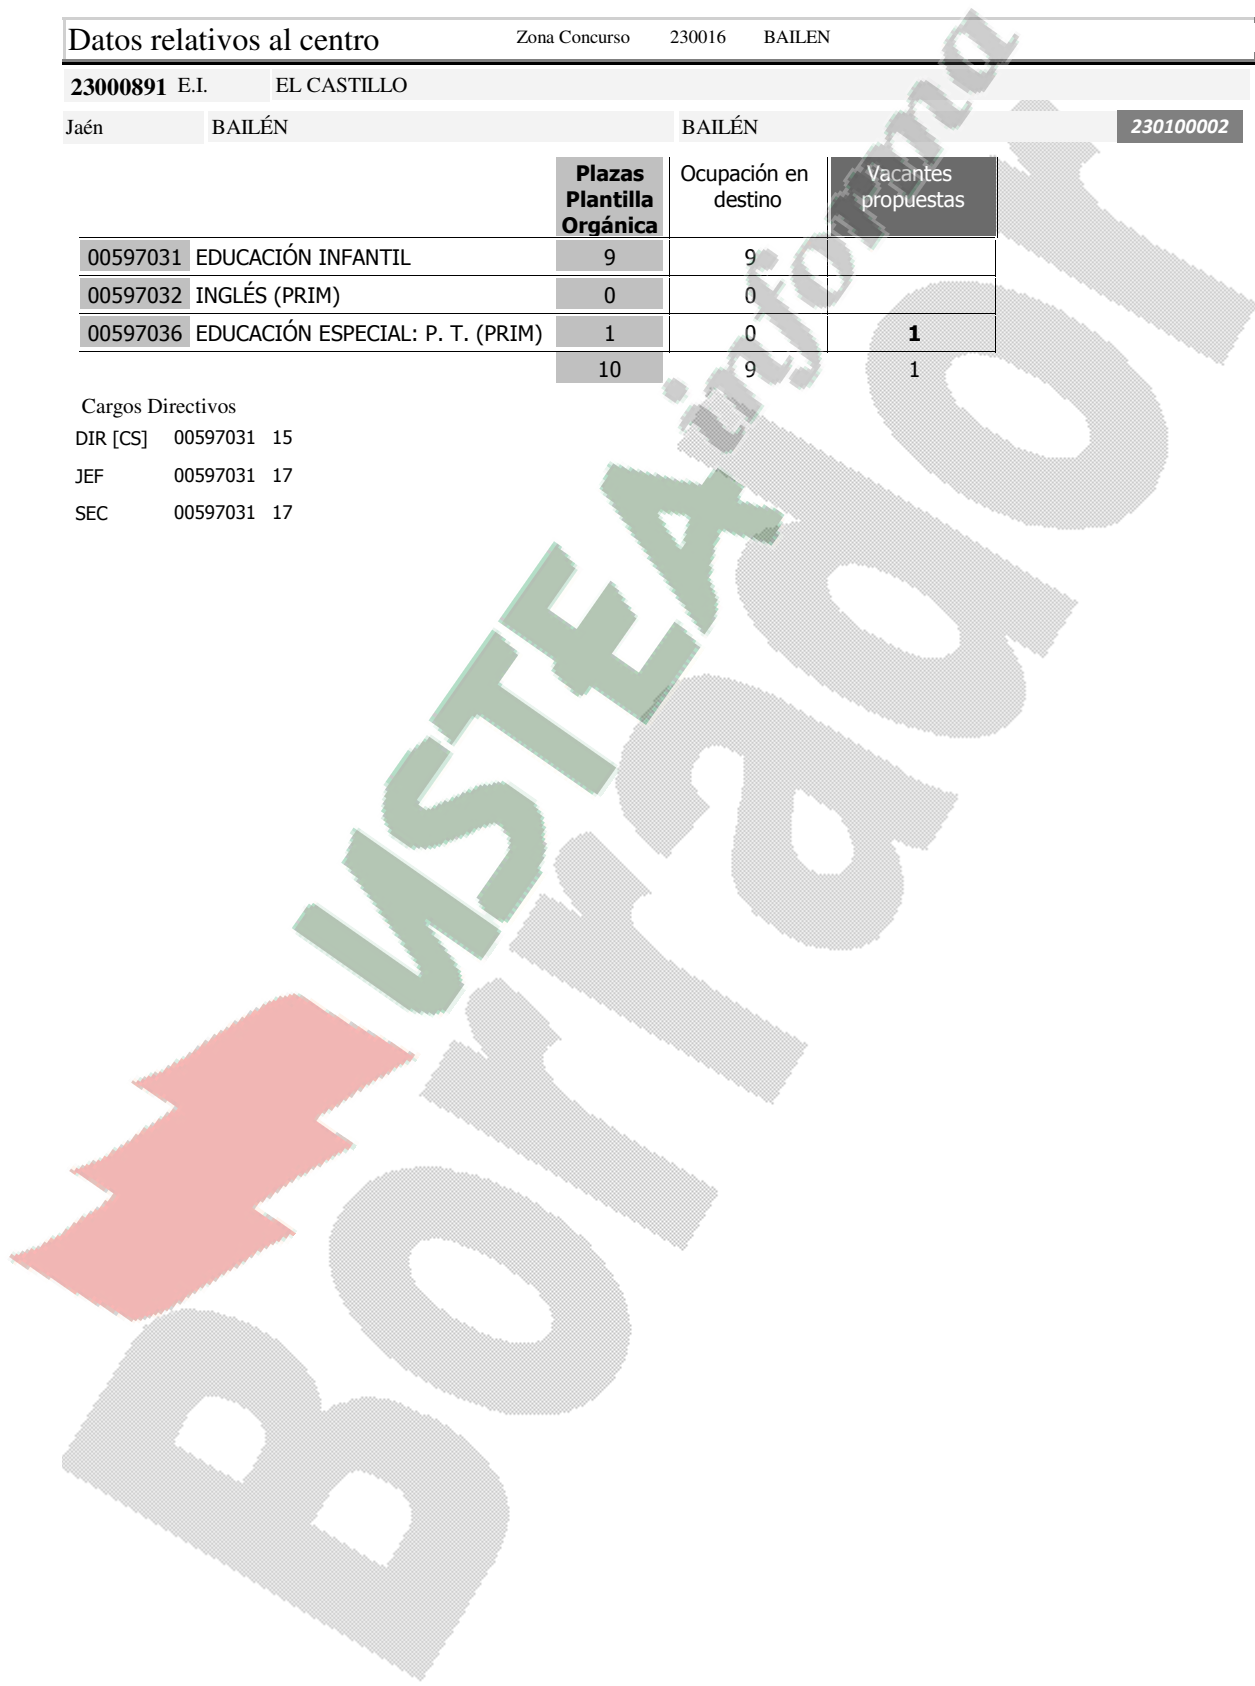 Datos relativos al centro Zona Concurso 230016 BAILEN
23000891 E.I. EL CASTILLO
Jaén BAILÉN BAILÉN 230100002
Plazas Plantilla Orgánica Ocupación en destino Vacantes propuestas
00597031 EDUCACIÓN INFANTIL 9 9
00597032 INGLÉS (PRIM) 0 0
00597036 EDUCACIÓN ESPECIAL: P. T. (PRIM) 1 0 1
10 9 1
Cargos Directivos
DIR [CS] 00597031 15
JEF 00597031 17
SEC 00597031 17
USTEA informa
Borrador